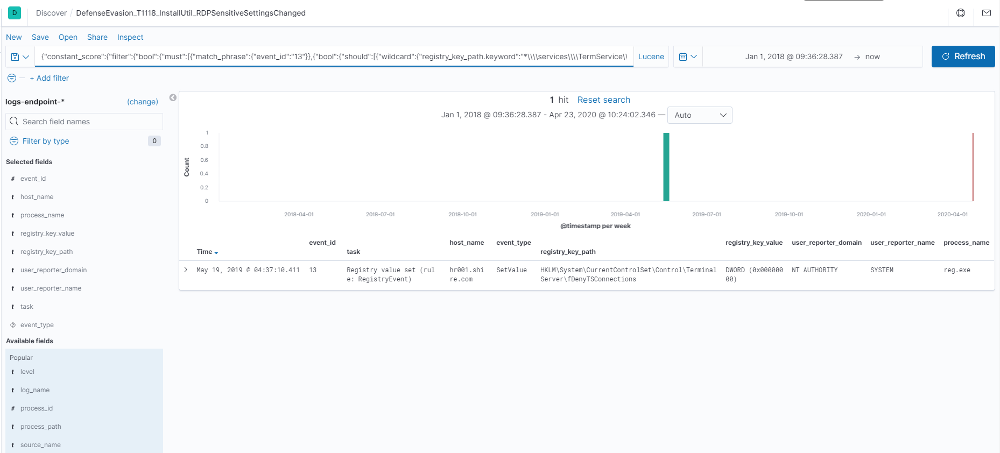 D Discover / DefenseEvasion_T1118_InstallUtil_RDPSensitiveSettingsChanged
New Save Open Share Inspect
{"constant_score":{"filter":{"bool":{"must":[{"match_phrase":{"event_id":"13"}},{"bool":{"should":[{"wildcard":{"registry_key_path.keyword":"*\\\\services\\\\TermService\\ Lucene Jan 1, 2018 @ 09:36:28.387 → now Refresh
+ Add filter
logs-endpoint-* (change)
Search field names
Filter by type 0
Selected fields
# event_id
t host_name
t process_name
t registry_key_value
t registry_key_path
t user_reporter_domain
t user_reporter_name
t task
? event_type
Available fields
Popular
t level
t log_name
# process_id
t process_path
t source_name
1 hit Reset search
Jan 1, 2018 @ 09:36:28.387 - Apr 23, 2020 @ 10:24:02.346 — Auto
Count
1
0.8
0.6
0.4
0.2
0
2018-04-01 2018-07-01 2018-10-01 2019-01-01 2019-04-01 2019-07-01 2019-10-01 2020-01-01 2020-04-01
@timestamp per week
Time event_id task host_name event_type registry_key_path registry_key_value user_reporter_domain user_reporter_name process_name
May 19, 2019 @ 04:37:10.411 13 Registry value set (rul hr001.shi SetValue HKLM\System\CurrentControlSet\Control\Terminal DWORD (0x000000 NT AUTHORITY SYSTEM reg.exe
e: RegistryEvent) re.com Server\fDenyTSConnections 00)